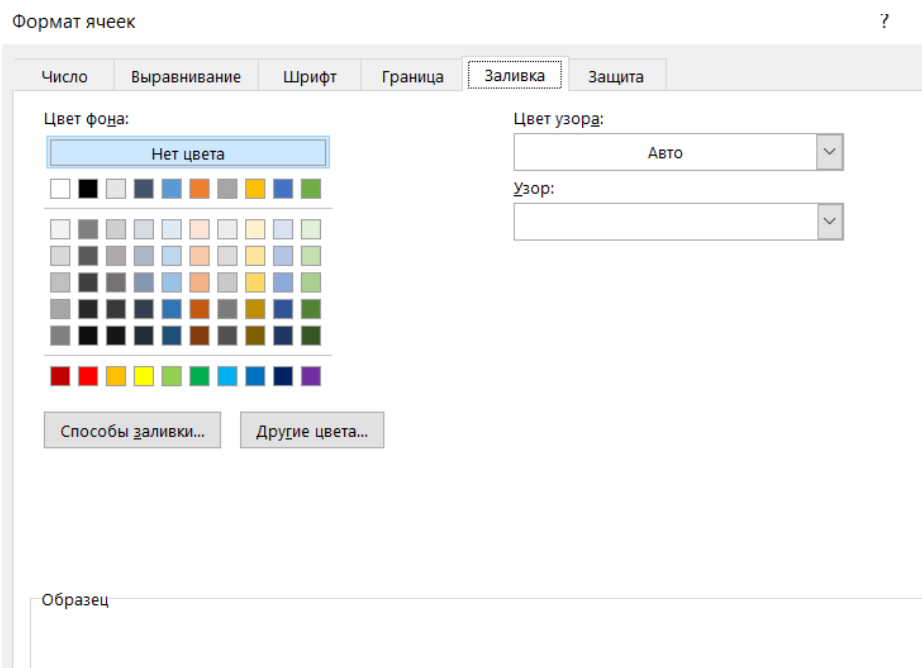 Формат ячеек ?
Число Выравнивание Шрифт Граница Заливка Защита
Цвет фона: Цвет узора:
Нет цвета Авто
Узор:
Способы заливки... Другие цвета...
Образец